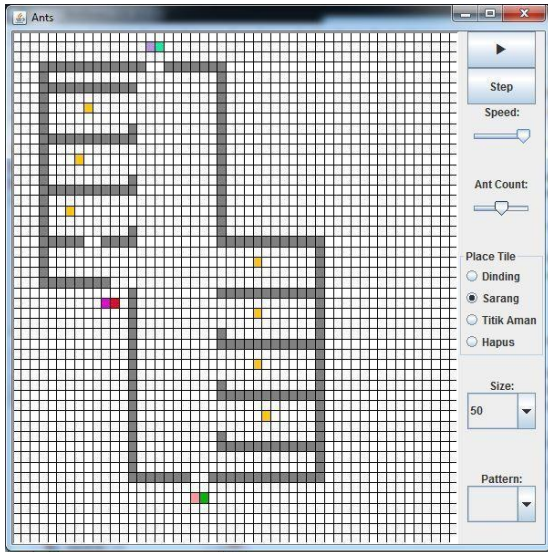 Ants
Step
Speed:
Ant Count:
Place Tile
Dinding
Sarang
Titik Aman
Hapus
Size:
50
Pattern: